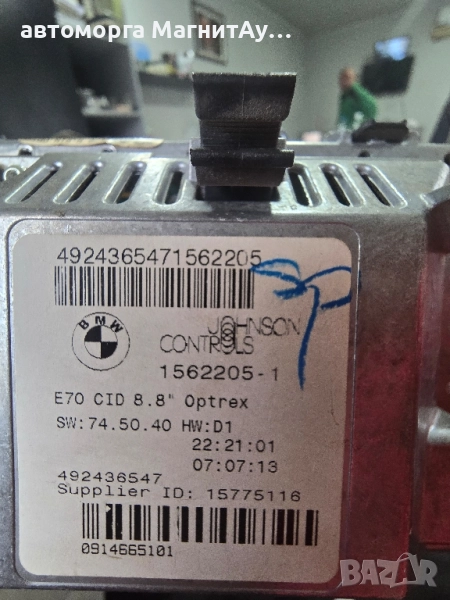 автоморга МагнитАу...
4924365471562205
BMW
JOHNSON
CONTROLS
1562205-1
E70 CID 8.8" Optrex
SW:74.50.40 HW:D1
22:21:01
07:07:13
492436547
Supplier ID: 15775116
0914665101
BAZAR